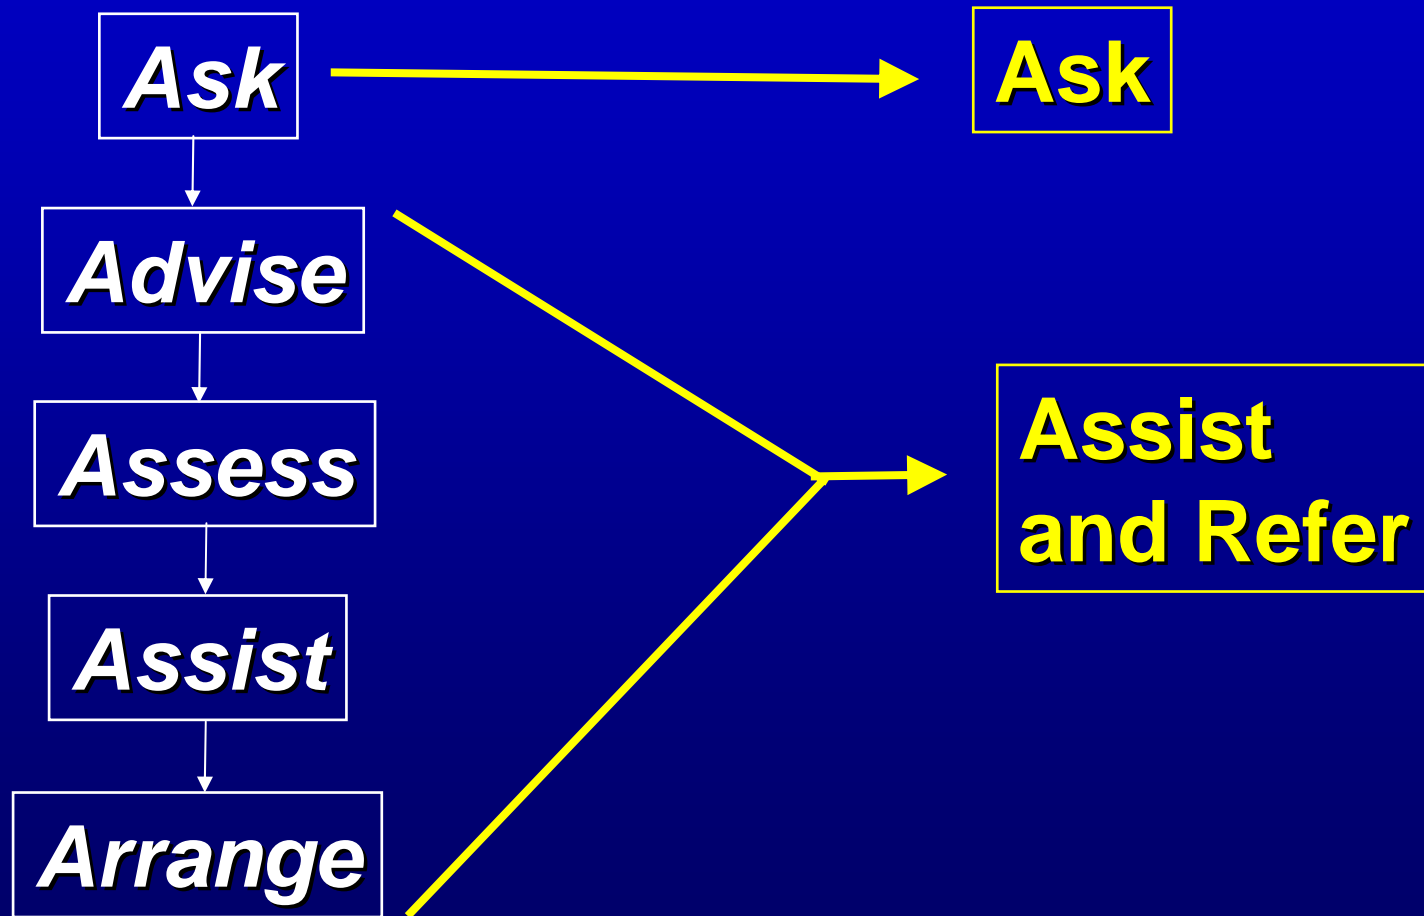 Ask
Advise
Assess
Assist
Arrange
Ask
Assist
and Refer